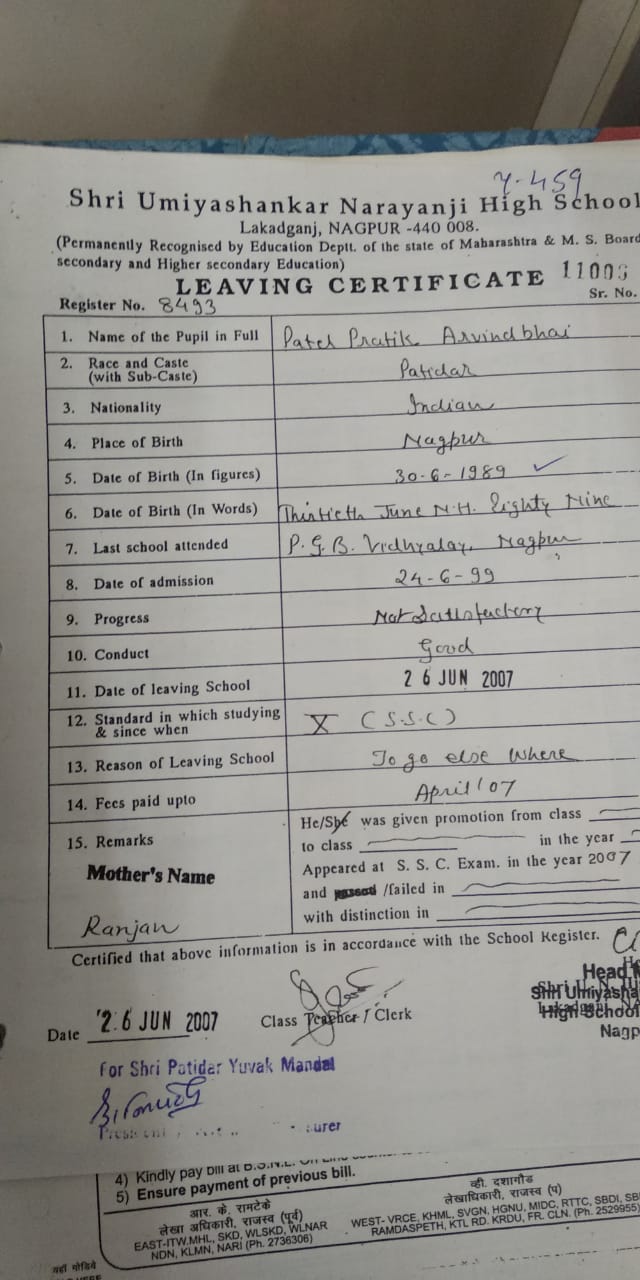 7-459
Shri Umiyashankar Narayanji High School
Lakadganj, NAGPUR -440 008.
(Permanently Recognised by Education Deptt. of the state of Maharashtra & M. S. Board
secondary and Higher secondary Education)
LEAVING CERTIFICATE 11006
Register No. 8493 Sr. No.
1. Name of the Pupil in Full Patel Pratik Arvindbhai
2. Race and Caste Patidar
(with Sub-Caste)
3. Nationality Indian
4. Place of Birth Nagpur
5. Date of Birth (In figures) 30-6-1989
6. Date of Birth (In Words) Thirtieth June N.H. Eighty Nine
7. Last school attended P. G. B. Vidhyalay, Nagpur
8. Date of admission 24-6-99
9. Progress Not Satisfactory
10. Conduct Good
11. Date of leaving School 26 JUN 2007
12. Standard in which studying X (S.S.C)
& since when
13. Reason of Leaving School To go else where
14. Fees paid upto April'07
15. Remarks He/She was given promotion from class
to class in the year
Mother's Name Appeared at S. S. C. Exam. in the year 2007
and passed /failed in
Ranjan with distinction in
Certified that above information is in accordance with the School Register.
Head
Shri Umiyasha
High School
Nagp
Date 26 JUN 2007 Class Teacher / Clerk
For Shri Patidar Yuvak Mandal
4) Kindly pay bill at B.S.N.L.
5) Ensure payment of previous bill.
आर. के. रामटेके
लेखा अधिकारी, राजस्व (पूर्व)
EAST-ITW.MHL, SKD, WLSKD, WLNAR
NDN, KLMN, NARI (Ph. 2736306)
व्ही. दशागौड
लेखाधिकारी, राजस्व (प)
WEST- VRCE, KHML, SVGN, HGNU, MIDC, RTTC, SBDI, SB
RAMDASPETH, KTL RD. KRDU, FR. CLN. (Ph. 2529955)